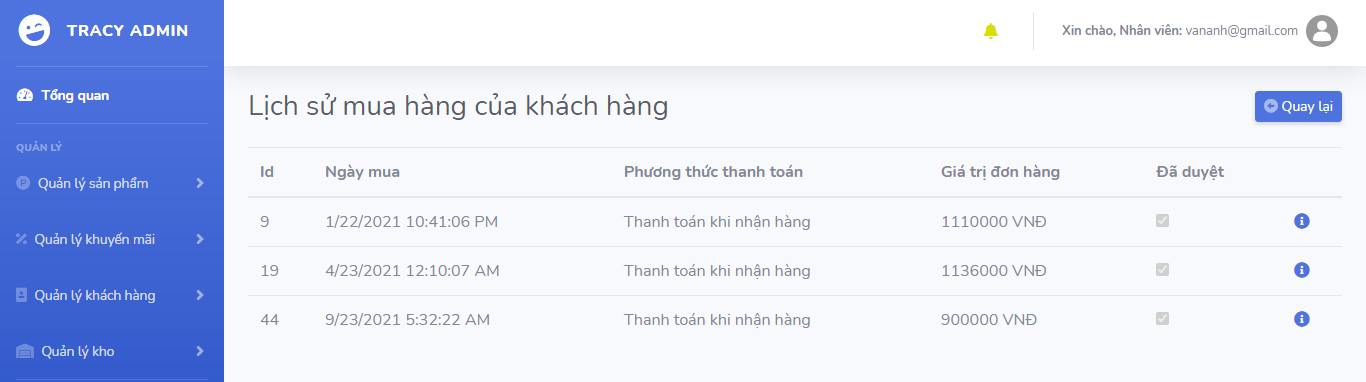 TRACY ADMIN
Xin chào, Nhân viên: vananh@gmail.com
Tổng quan
QUẢN LÝ
Quản lý sản phẩm
Quản lý khuyến mãi
Quản lý khách hàng
Quản lý kho
Lịch sử mua hàng của khách hàng
Quay lại
Id Ngày mua Phương thức thanh toán Giá trị đơn hàng Đã duyệt
9 1/22/2021 10:41:06 PM Thanh toán khi nhận hàng 1110000 VNĐ
19 4/23/2021 12:10:07 AM Thanh toán khi nhận hàng 1136000 VNĐ
44 9/23/2021 5:32:22 AM Thanh toán khi nhận hàng 900000 VNĐ